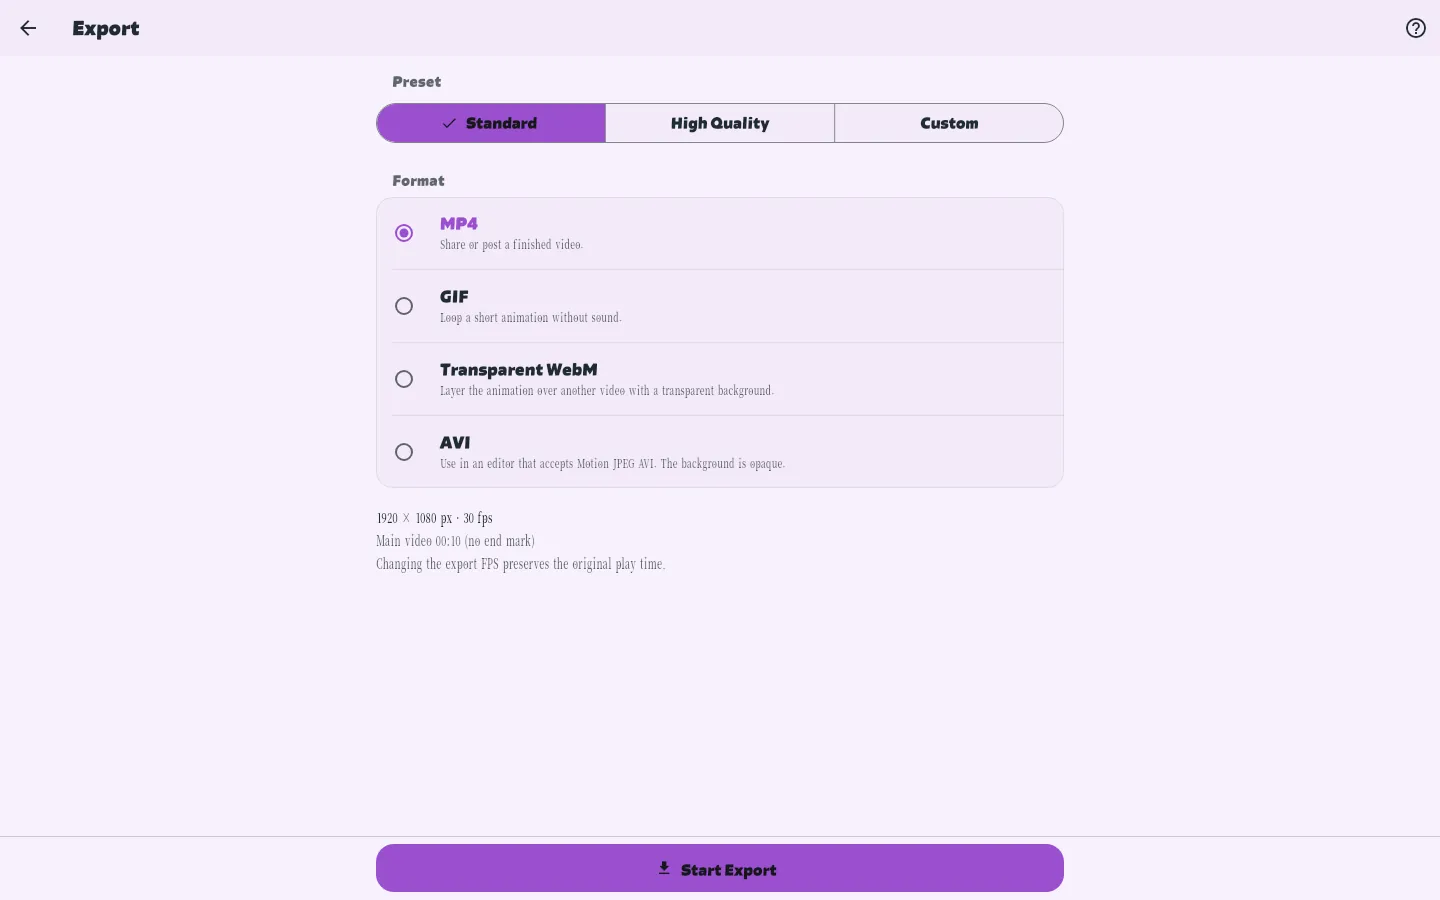 Export
Preset
Standard
High Quality
Custom
Format
MP4
Share or post a finished video.
GIF
Loop a short animation without sound.
Transparent WebM
Layer the animation over another video with a transparent background.
AVI
Use in an editor that accepts Motion JPEG AVI. The background is opaque.
1920 × 1080 px · 30 fps
Main video 00:10 (no end mark)
Changing the export FPS preserves the original play time.
Start Export